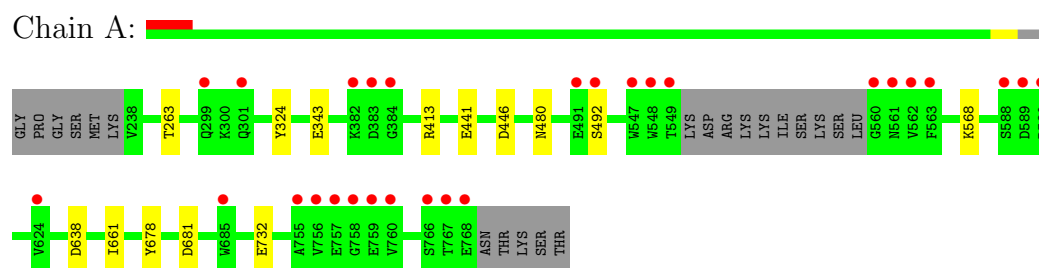 Chain A:
GLY PRO GLY SER MET LYS V238 T263 Q299 K300 Q301 Y324 E343 K382 D383 G384 R413 E441 D446 N480 E491 S492 W547 W548 T549 LYS ASP ARG LYS LYS ILE SER LYS SER LEU G560 N561 V562 F563 K568 S588 D589
V624 D638 I661 Y678 D681 W685 E732 A755 V756 E757 G758 E759 V760 S766 T767 E768 ASN THR LYS SER THR